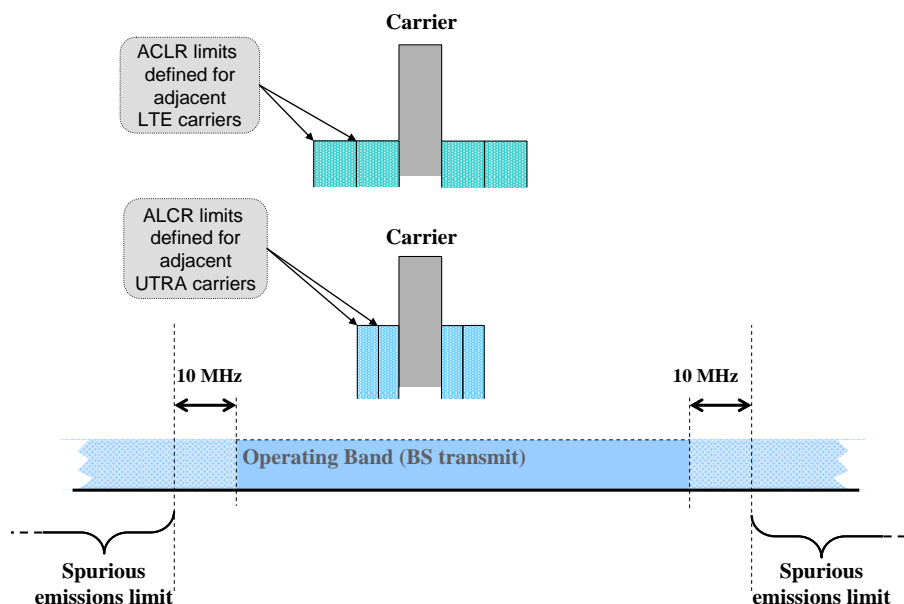 Carrier
ACLR limits
defined for
adjacent
LTE carriers
ALCR limits
defined for
adjacent
UTRA carriers
Carrier
10 MHz
10 MHz
Operating Band (BS transmit)
Spurious
emissions limit
Spurious
emissions limit